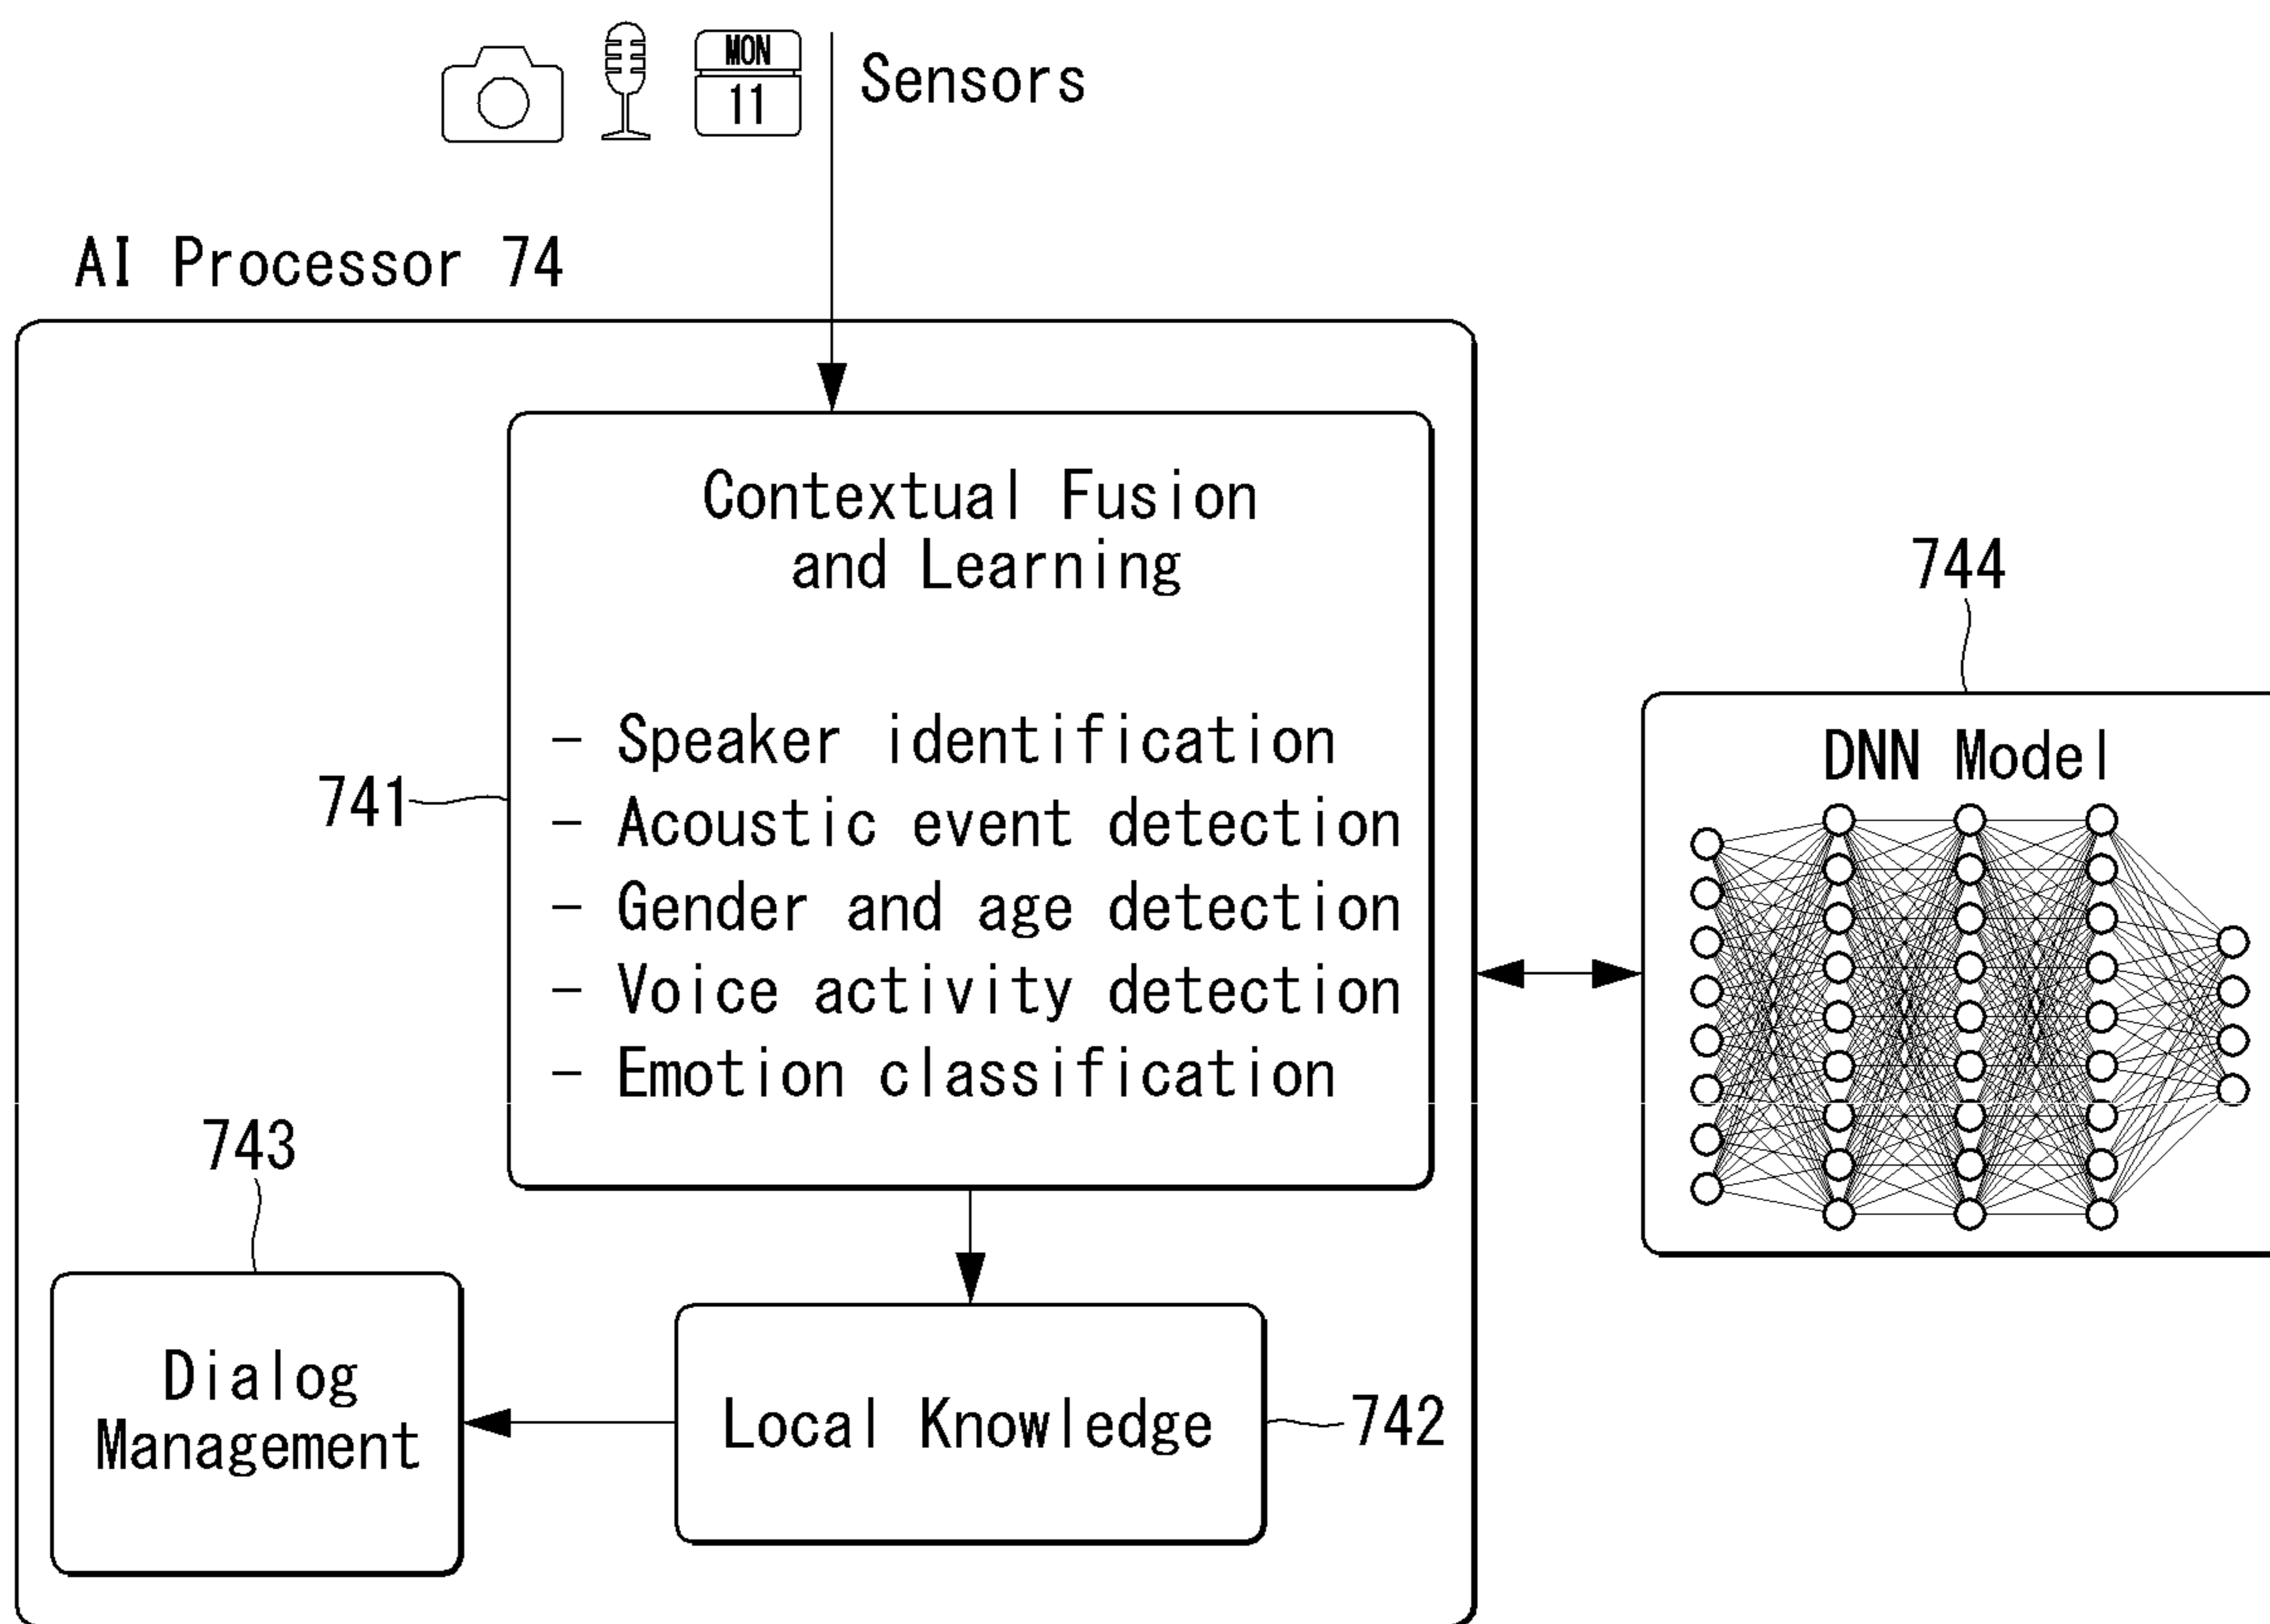 MON
11
Sensors
AI Processor 74
Contextual Fusion
and Learning
- Speaker identification
- Acoustic event detection
- Gender and age detection
- Voice activity detection
- Emotion classification
741
744
DNN Model
743
Dialog
Management
Local Knowledge
742